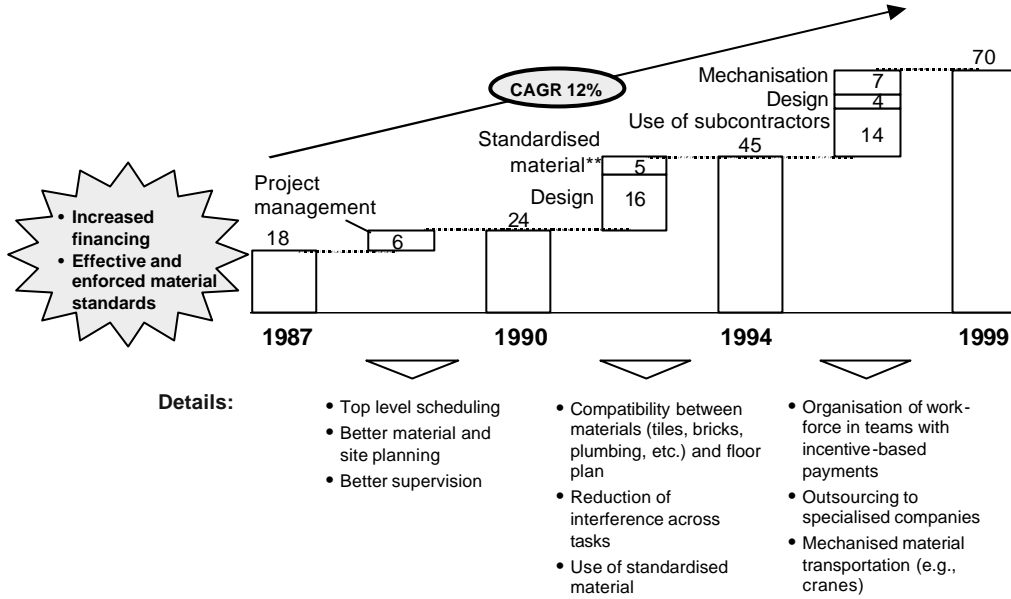 70
Mechanisation
7
CAGR 12%
Design
4
Use of subcontractors
14
45
Standardised
material**
5
Project
management
Design
16
• Increased
financing
• Effective and
enforced material
standards
18
6
24
1987
1990
1994
1999
Details:
• Top level scheduling
• Better material and
site planning
• Better supervision
• Compatibility between
materials (tiles, bricks,
plumbing, etc.) and floor
plan
• Reduction of
interference across
tasks
• Use of standardised
material
• Organisation of work-
force in teams with
incentive-based
payments
• Outsourcing to
specialised companies
• Mechanised material
transportation (e.g.,
cranes)